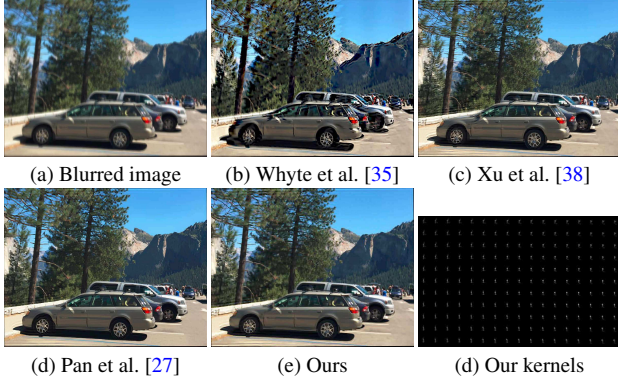 (a) Blurred image (b) Whyte et al. [35] (c) Xu et al. [38]
(d) Pan et al. [27] (e) Ours (d) Our kernels